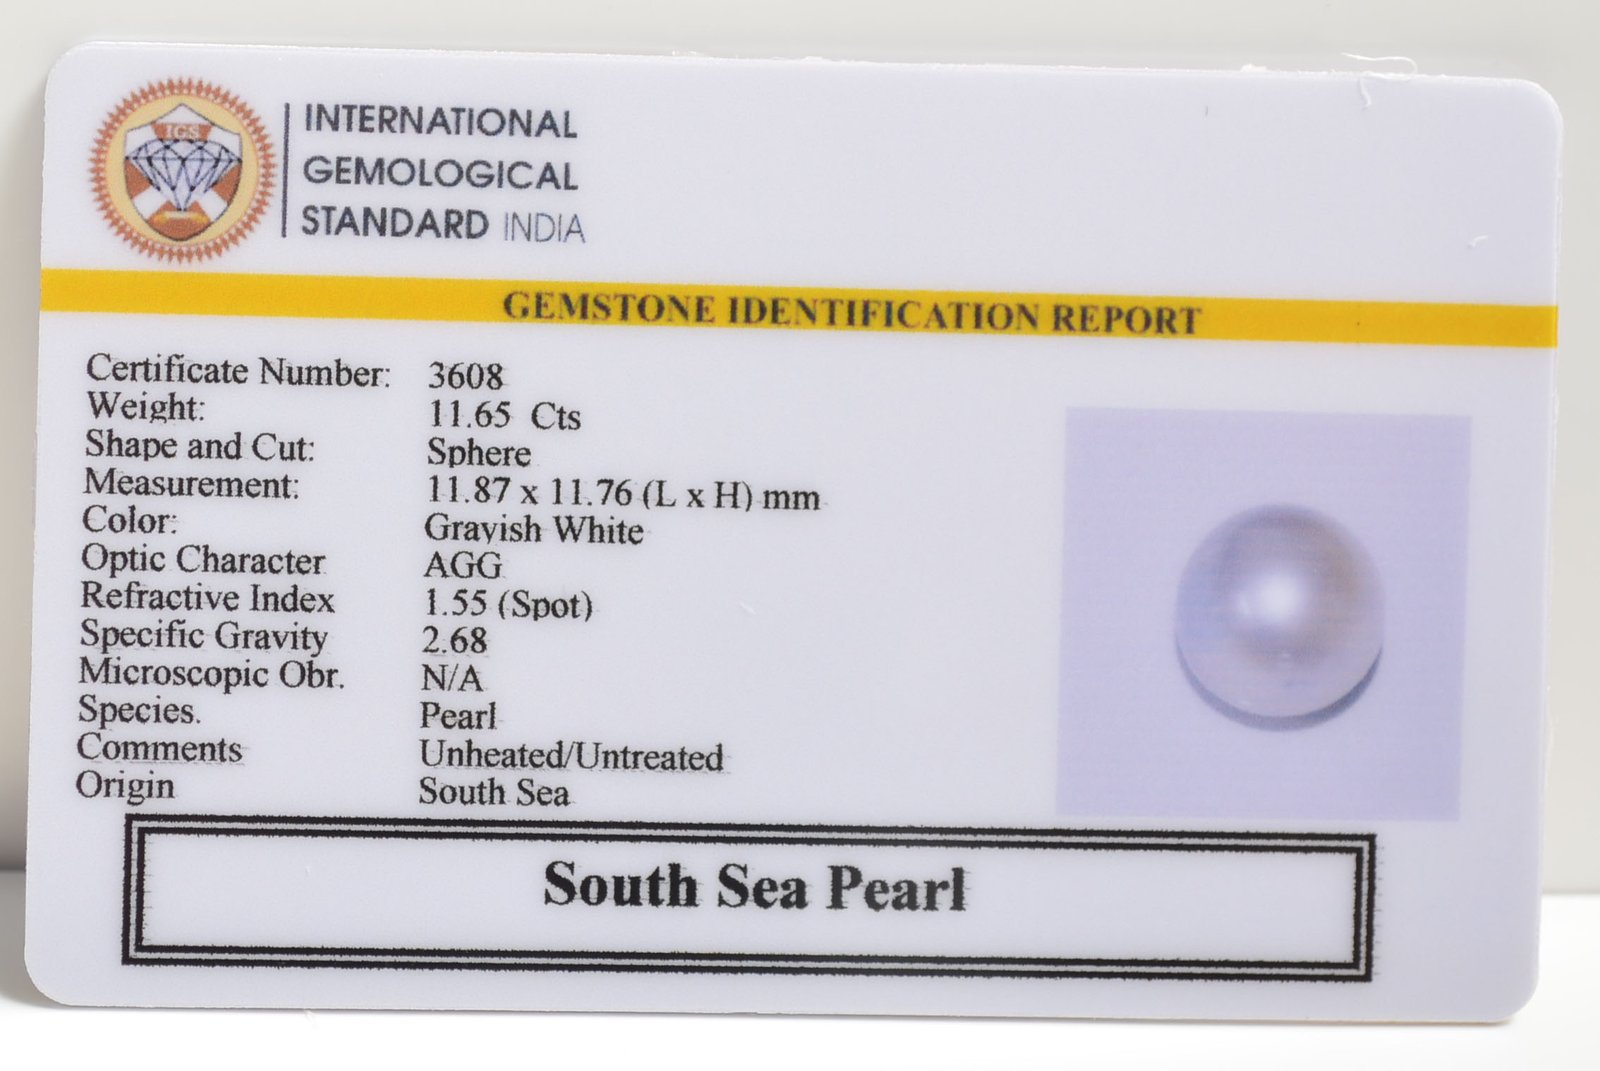 IGS
INTERNATIONAL
GEMOLOGICAL
STANDARD INDIA
GEMSTONE IDENTIFICATION REPORT
Certificate Number: 3608
Weight: 11.65 Cts
Shape and Cut: Sphere
Measurement: 11.87 x 11.76 (L x H) mm
Color: Grayish White
Optic Character AGG
Refractive Index 1.55 (Spot)
Specific Gravity 2.68
Microscopic Obr. N/A
Species. Pearl
Comments Unheated/Untreated
Origin South Sea
South Sea Pearl